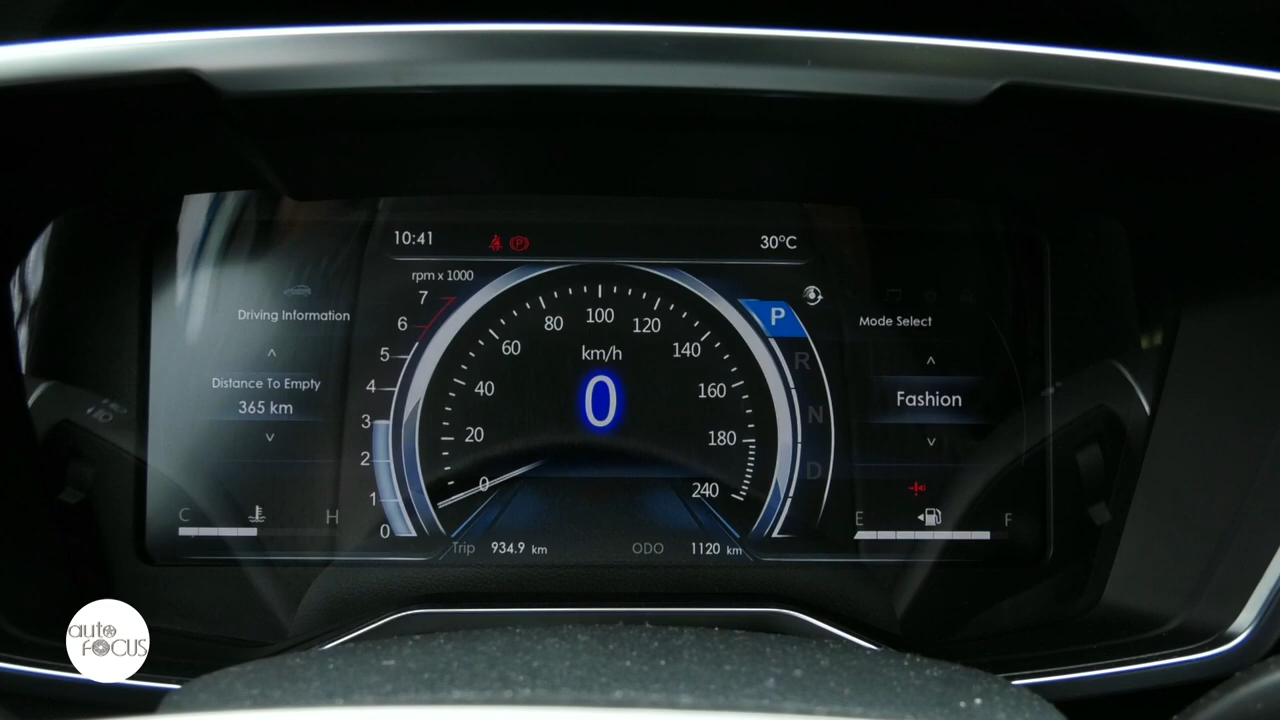 10:41
30°C
rpm x 1000
7
6
5
4
3
2
1
0
0
20
40
60
80
100
120
140
160
180
240
km/h
0
P
R
N
D
Driving Information
Distance To Empty
365 km
C H
Mode Select
Fashion
E F
Trip 934.9 km
ODO 1120 km
auto
FOCUS